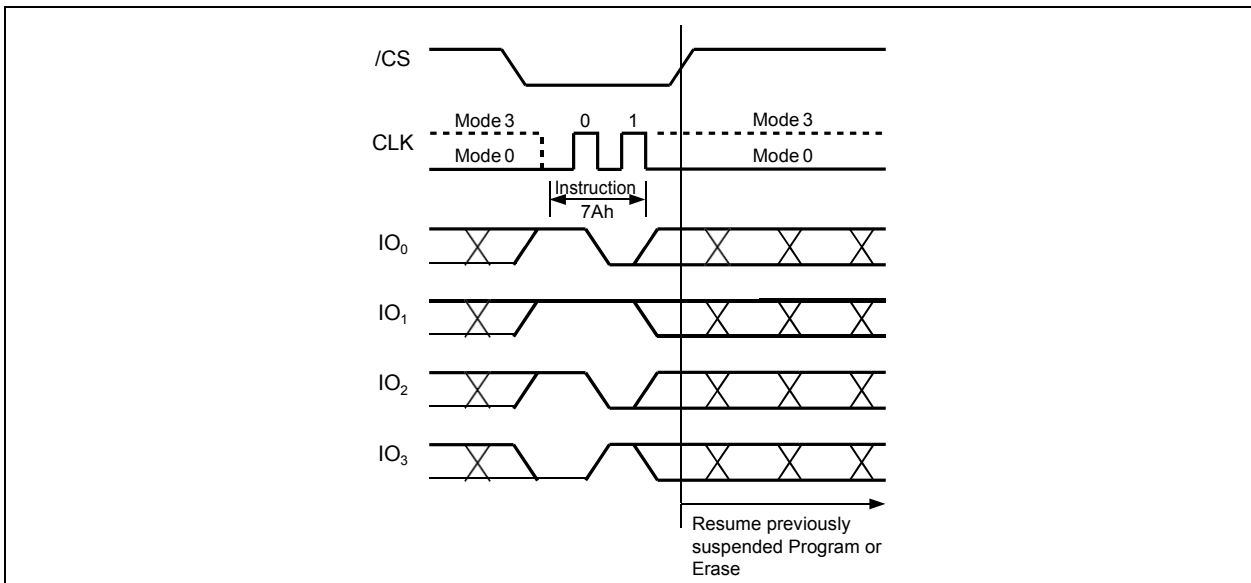 /CS
Mode 3 0 1 Mode 3
CLK
Mode 0 Mode 0
Instruction
7Ah
IO0
IO1
IO2
IO3
Resume previously
suspended Program or
Erase